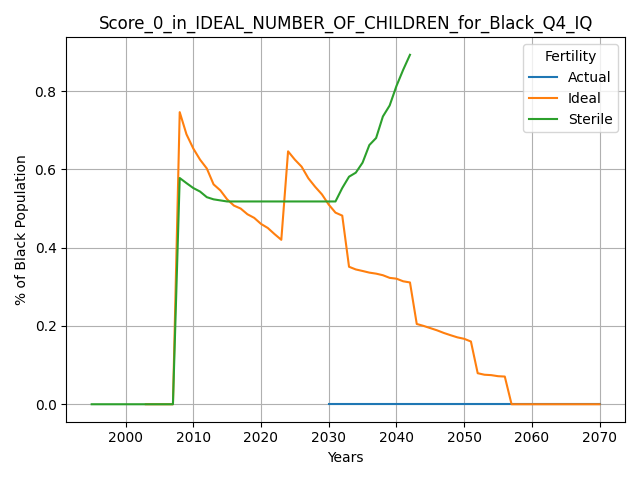 Score_0_in_IDEAL_NUMBER_OF_CHILDREN_for_Black_Q4_IQ
Fertility
Actual
Ideal
Sterile
% of Black Population
0.8
0.6
0.4
0.2
0.0
2000 2010 2020 2030 2040 2050 2060 2070
Years